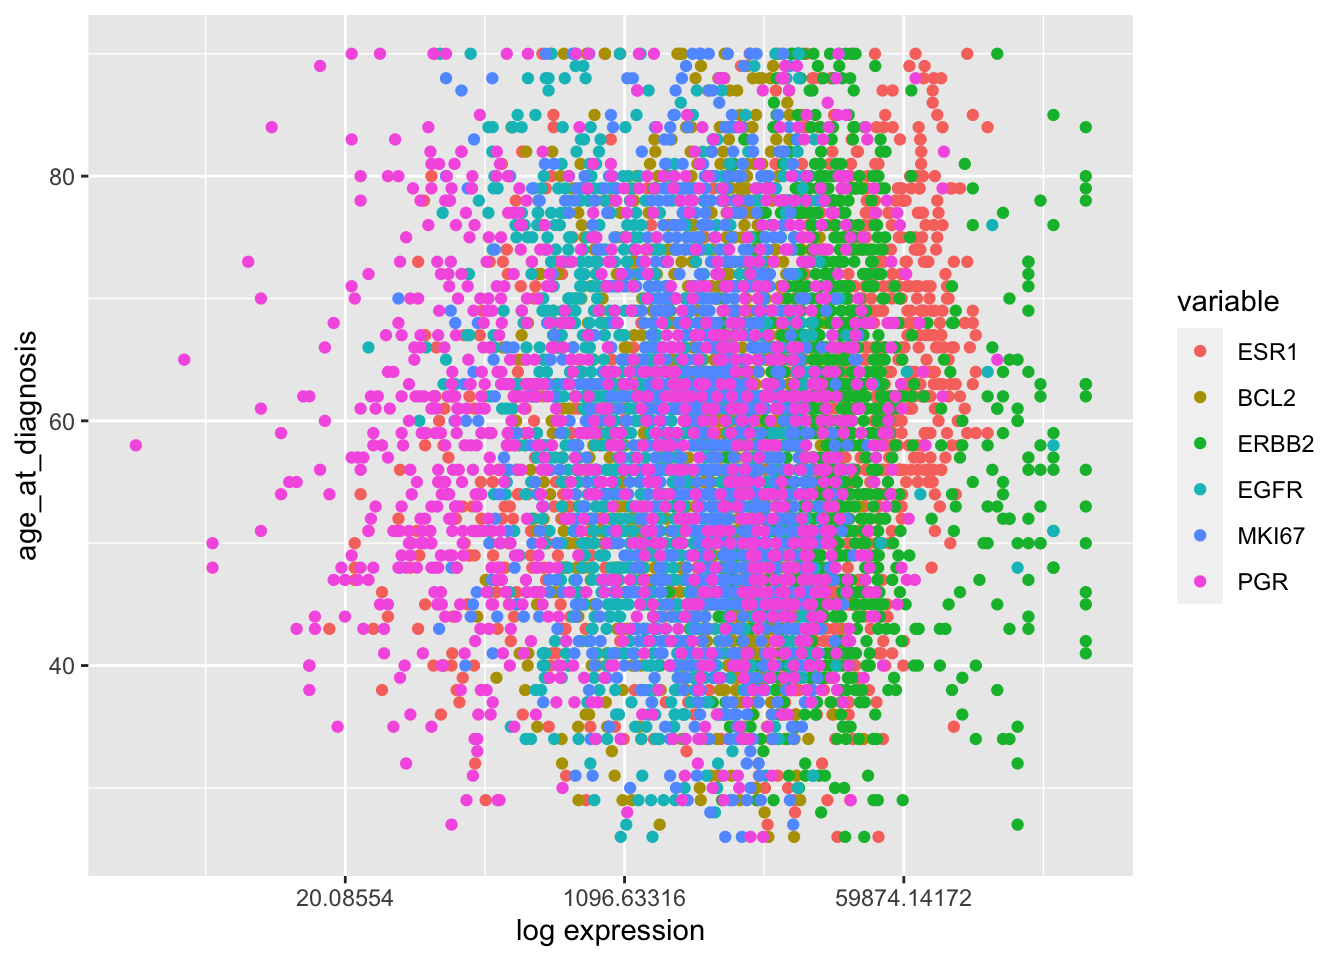 age_at_diagnosis
80
60
40
20.08554
1096.63316
59874.14172
log expression
variable
ESR1
BCL2
ERBB2
EGFR
MKI67
PGR